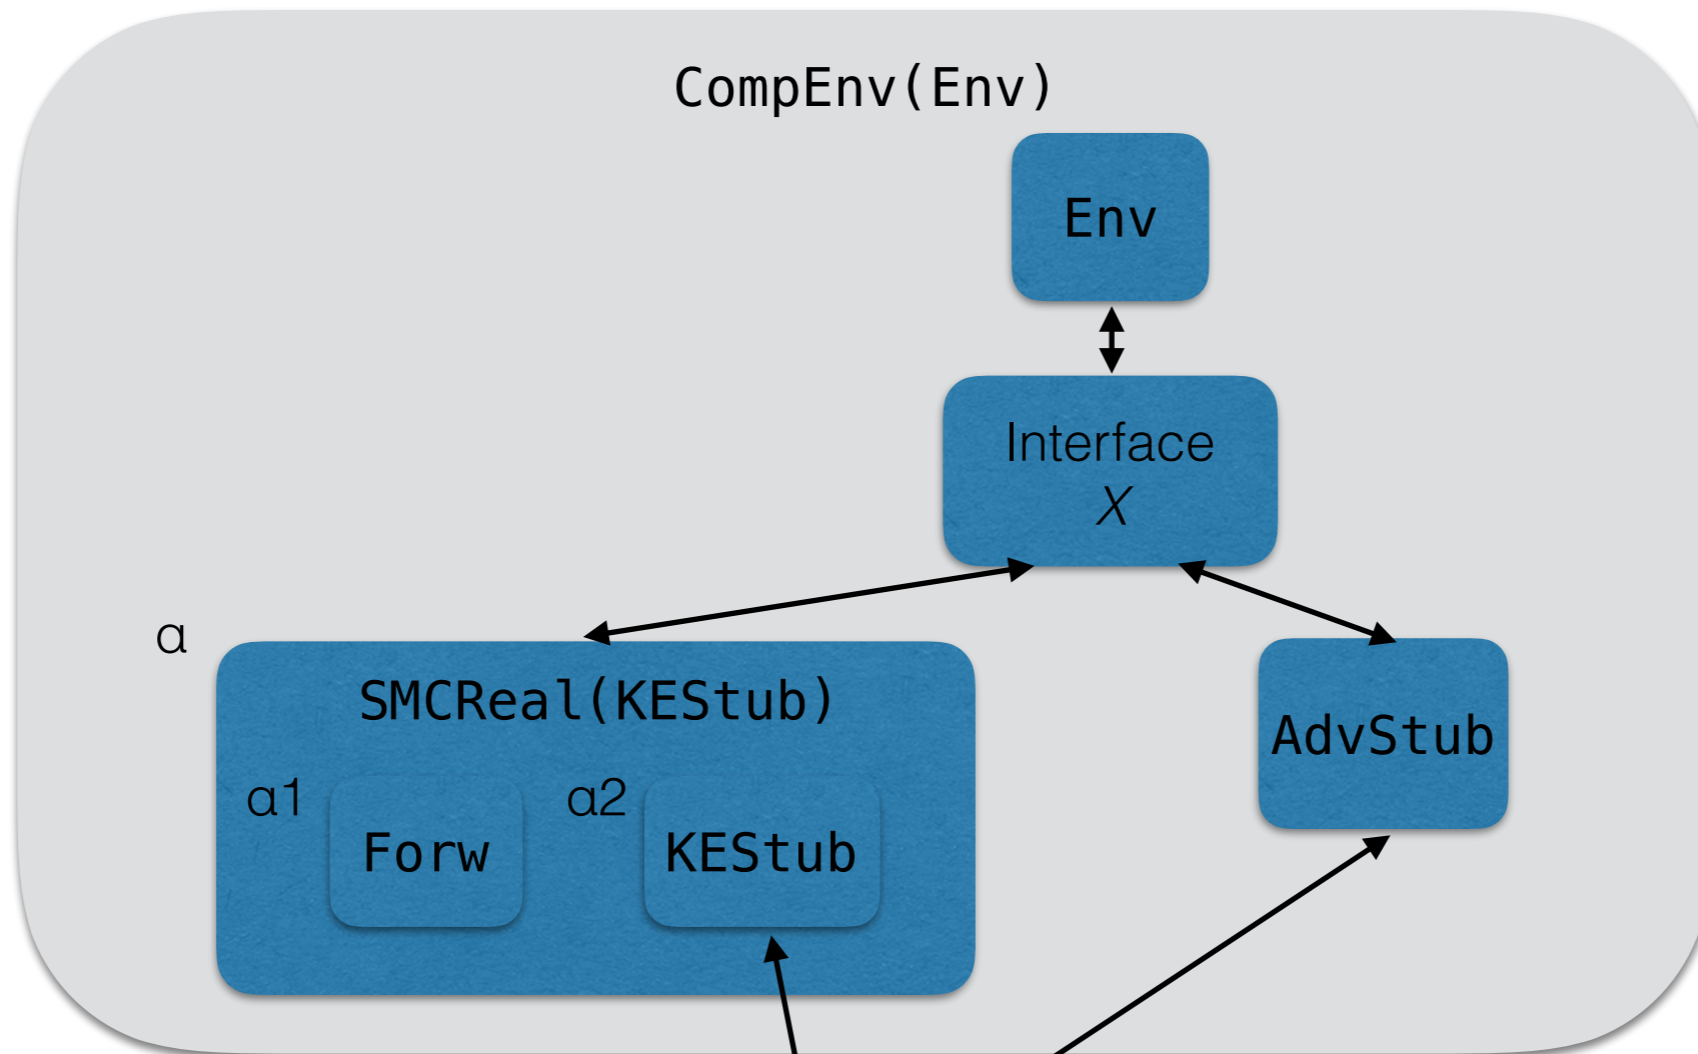 CompEnv(Env)
Env
Interface
X
α
SMCReal(KEStub)
AdvStub
α1
α2
Forw
KEStub